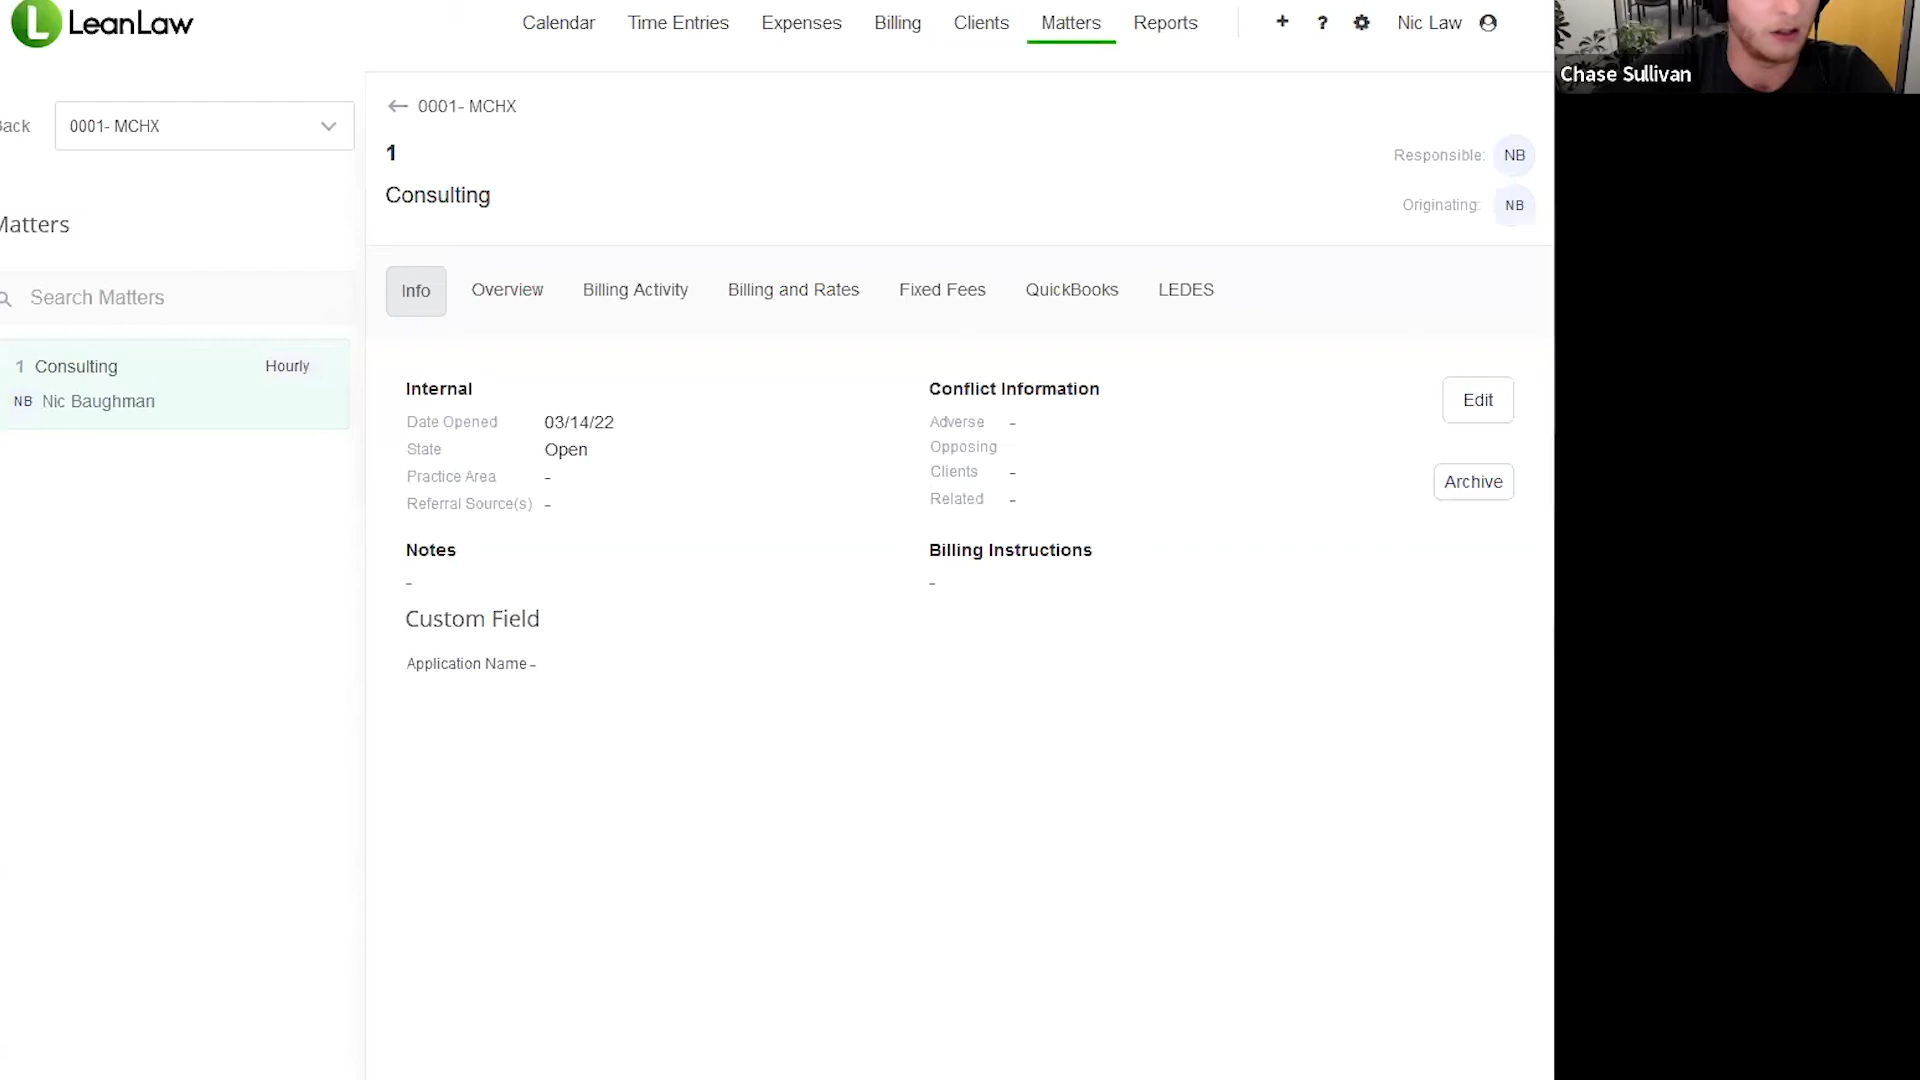 LeanLaw
Calendar Time Entries Expenses Billing Clients Matters Reports + ? Nic Law
Chase Sullivan
Back 0001- MCHX
← 0001- MCHX
1
Consulting
Responsible: NB
Originating: NB
Matters
Search Matters
1 Consulting Hourly
NB Nic Baughman
Info Overview Billing Activity Billing and Rates Fixed Fees QuickBooks LEDES
Internal
Date Opened 03/14/22
State Open
Practice Area -
Referral Source(s) -
Conflict Information
Adverse -
Opposing
Clients -
Related -
Edit
Archive
Notes
-
Billing Instructions
-
Custom Field
Application Name -